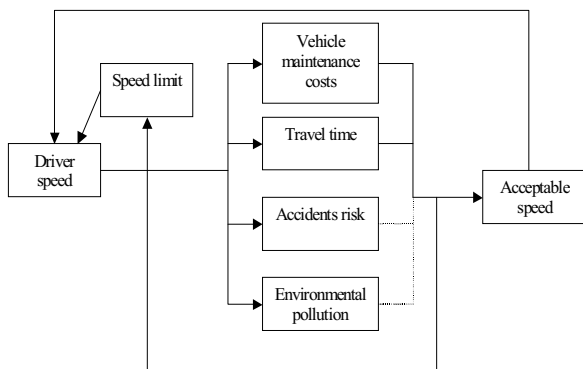 Vehicle
maintenance
costs
Speed limit
Travel time
Driver
speed
Acceptable
speed
Accidents risk
Environmental
pollution